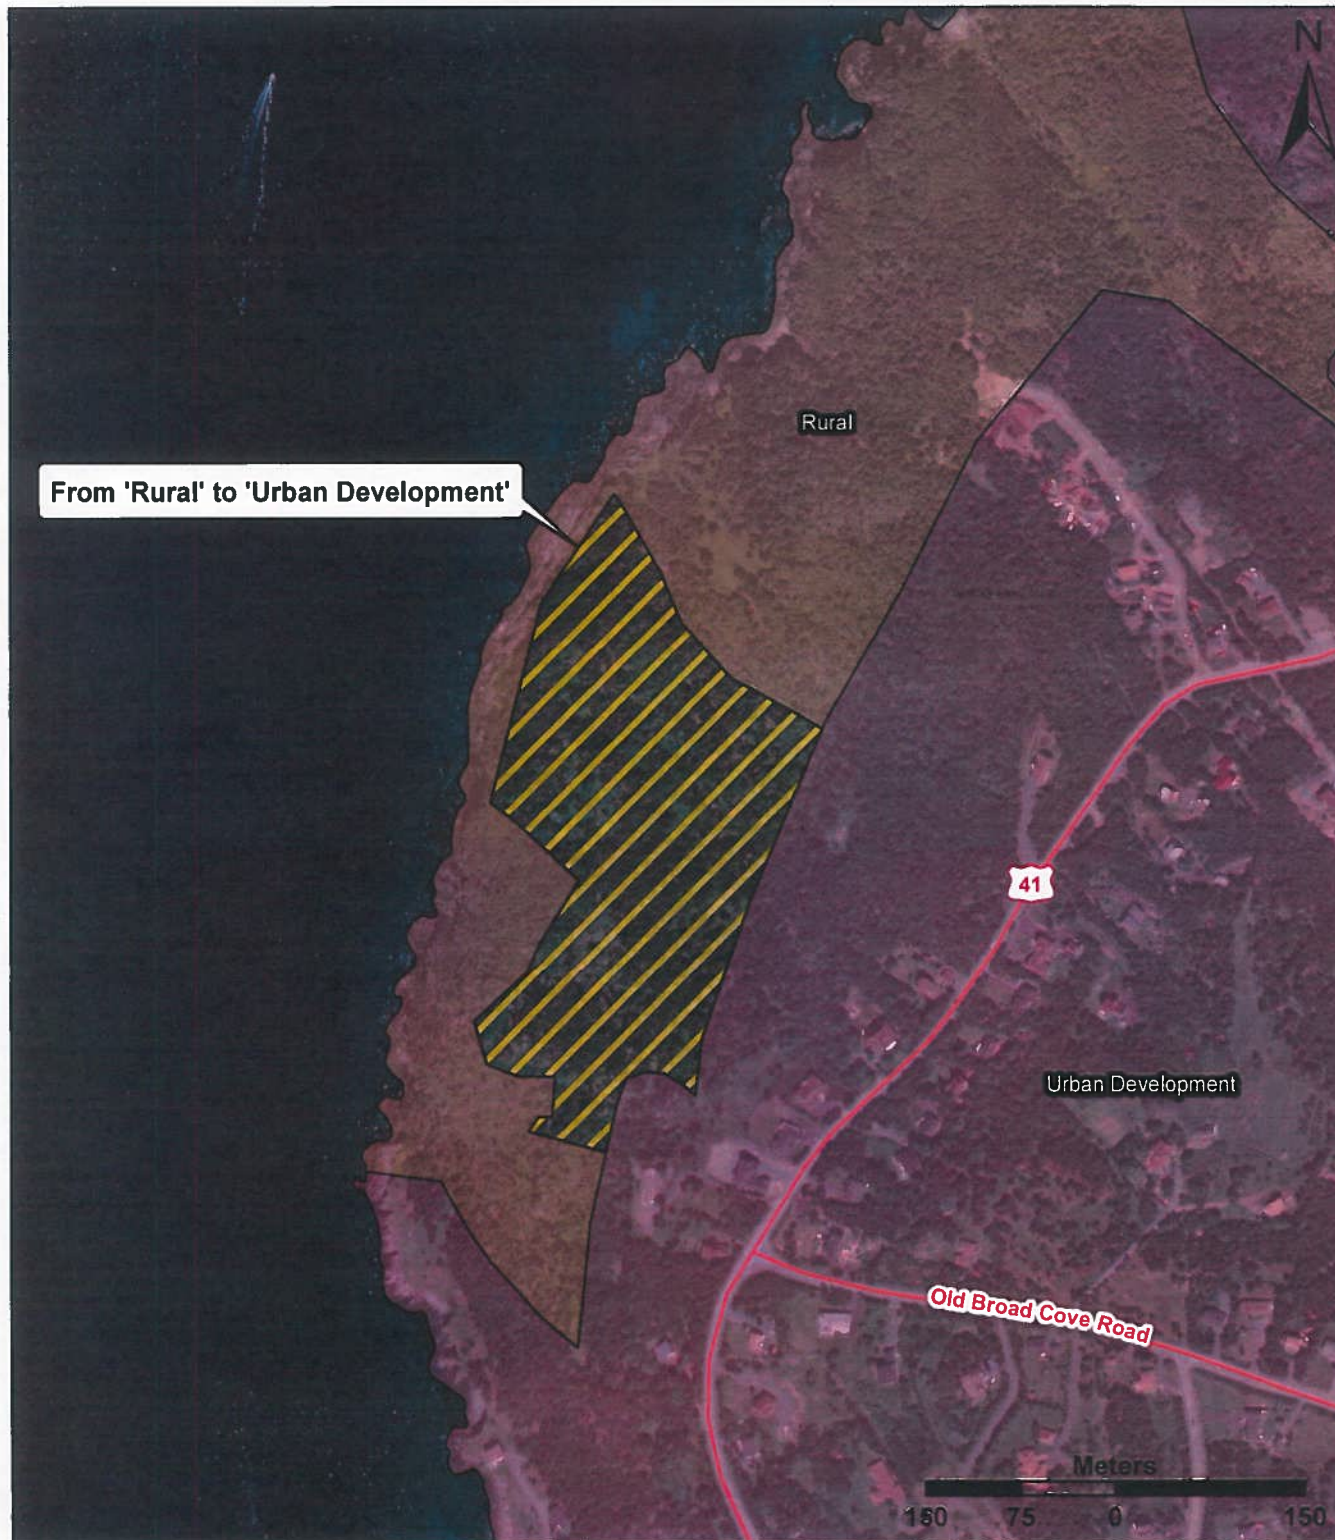 N
Rural
From 'Rural' to 'Urban Development'
41
Urban Development
Old Broad Cove Road
Meters
150 75 0 150